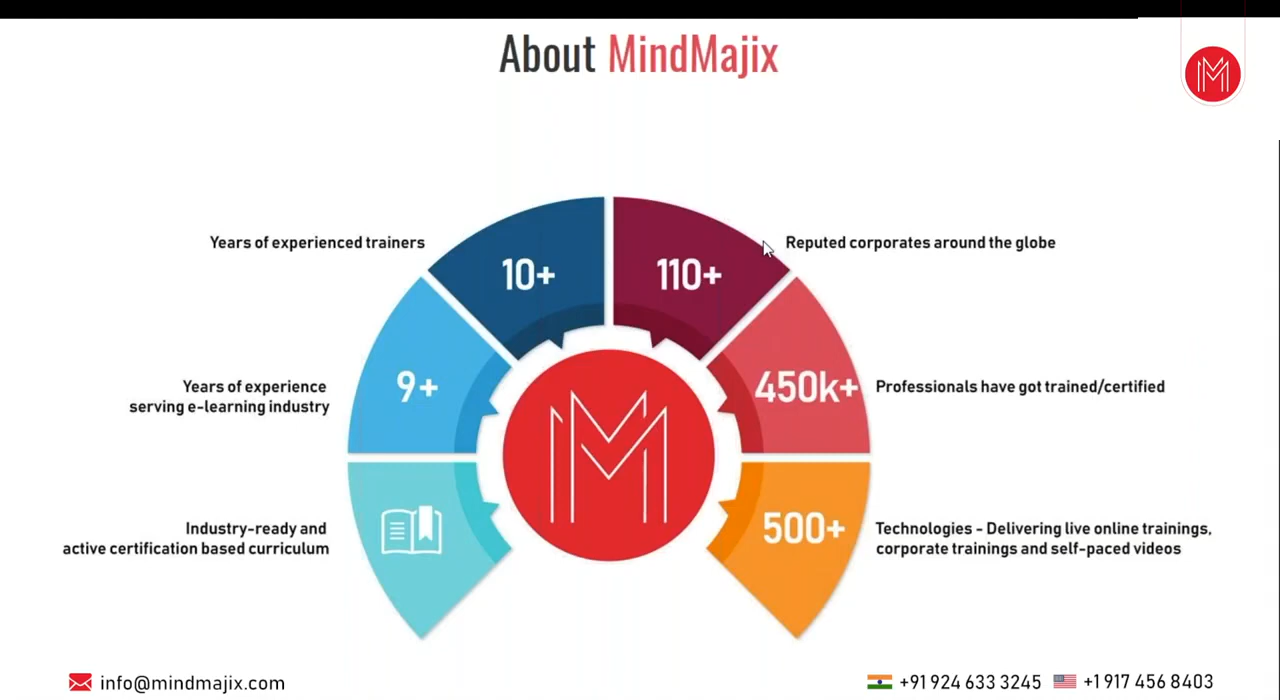 About MindMajix
Years of experienced trainers
10+
110+
Reputed corporates around the globe
Years of experience
serving e-learning industry
9+
450k+
Professionals have got trained/certified
Industry-ready and
active certification based curriculum
500+
Technologies - Delivering live online trainings,
corporate trainings and self-paced videos
info@mindmajix.com
+91 924 633 3245
+1 917 456 8403